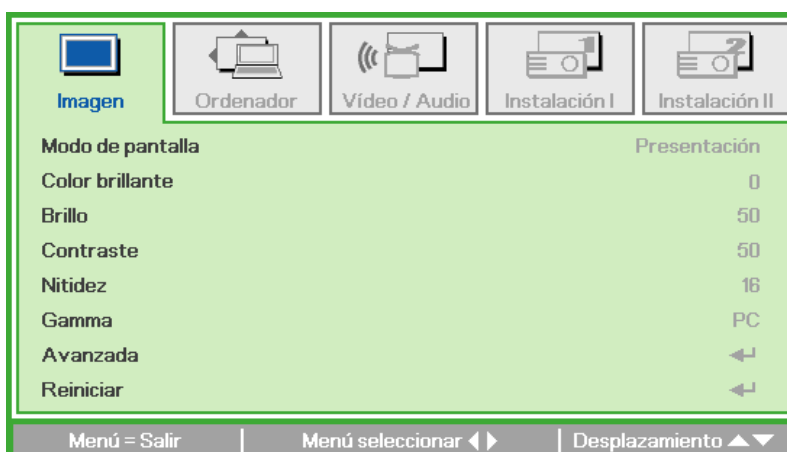 Imagen Ordenador Vídeo / Audio Instalación I Instalación II
Modo de pantalla Presentación
Color brillante 0
Brillo 50
Contraste 50
Nitidez 16
Gamma PC
Avanzada
Reiniciar
Menú = Salir Menú seleccionar Desplazamiento